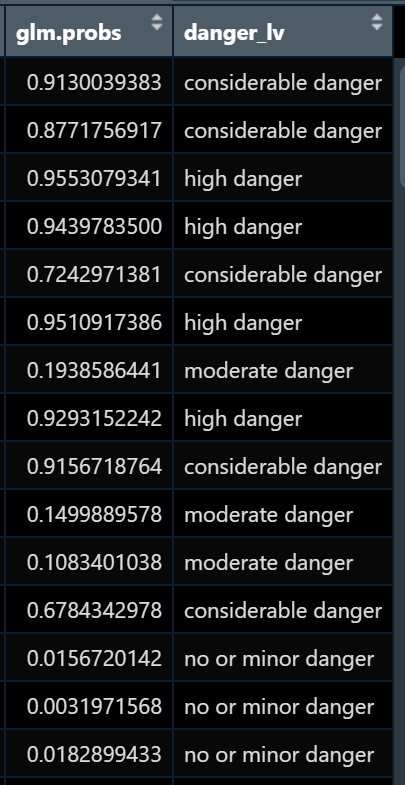 glm.probs danger_lv
0.9130039383 considerable danger
0.8771756917 considerable danger
0.9553079341 high danger
0.9439783500 high danger
0.7242971381 considerable danger
0.9510917386 high danger
0.1938586441 moderate danger
0.9293152242 high danger
0.9156718764 considerable danger
0.1499889578 moderate danger
0.1083401038 moderate danger
0.6784342978 considerable danger
0.0156720142 no or minor danger
0.0031971568 no or minor danger
0.0182899433 no or minor danger